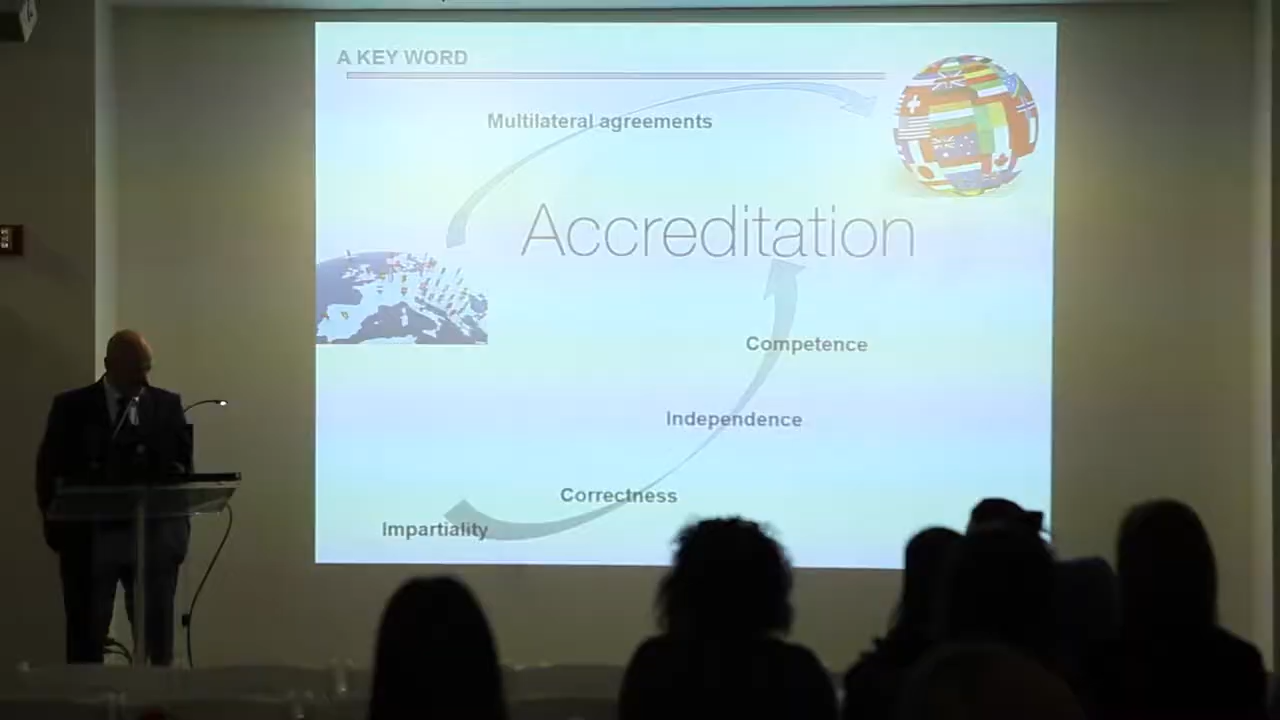 A KEY WORD
Multilateral agreements
Accreditation
Competence
Independence
Correctness
Impartiality